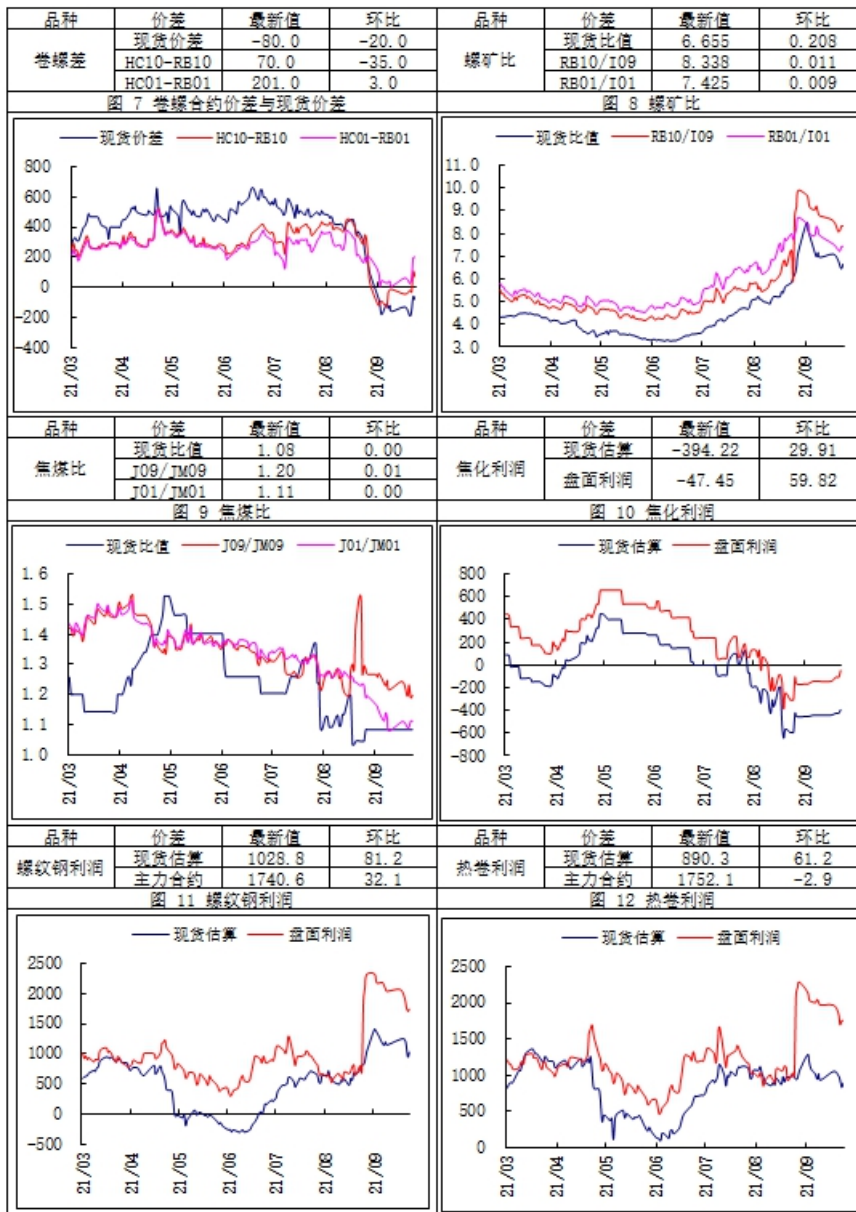 品种 价差 最新值 环比 品种 价差 最新值 环比
卷螺差 现货价差 -80.0 -20.0 螺矿比 现货比值 6.655 0.208
HC10-RB10 70.0 -35.0 RB10/I09 8.338 0.011
HC01-RB01 201.0 3.0 RB01/I01 7.425 0.009
图 7 卷螺合约价差与现货价差 图 8 螺矿比
现货价差 HC10-RB10 HC01-RB01
800
600
400
200
0
-200
-400
21/03 21/04 21/05 21/06 21/07 21/08 21/09
现货比值 RB10/I09 RB01/I01
11.0
10.0
9.0
8.0
7.0
6.0
5.0
4.0
3.0
21/03 21/04 21/05 21/06 21/07 21/08 21/09
品种 价差 最新值 环比 品种 价差 最新值 环比
焦煤比 现货比值 1.08 0.00 焦化利润 现货估算 -394.22 29.91
J09/JM09 1.20 0.01 盘面利润 -47.45 59.82
J01/JM01 1.11 0.00
图 9 焦煤比 图 10 焦化利润
现货比值 J09/JM09 J01/JM01
1.6
1.5
1.4
1.3
1.2
1.1
1.0
21/03 21/04 21/05 21/06 21/07 21/08 21/09
现货估算 盘面利润
800
600
400
200
0
-200
-400
-600
-800
21/03 21/04 21/05 21/06 21/07 21/08 21/09
品种 价差 最新值 环比 品种 价差 最新值 环比
螺纹钢利润 现货估算 1028.8 81.2 热卷利润 现货估算 890.3 61.2
主力合约 1740.6 32.1 主力合约 1752.1 -2.9
图 11 螺纹钢利润 图 12 热卷利润
现货估算 盘面利润
2500
2000
1500
1000
500
0
-500
21/03 21/04 21/05 21/06 21/07 21/08 21/09
现货估算 盘面利润
2500
2000
1500
1000
500
0
21/03 21/04 21/05 21/06 21/07 21/08 21/09